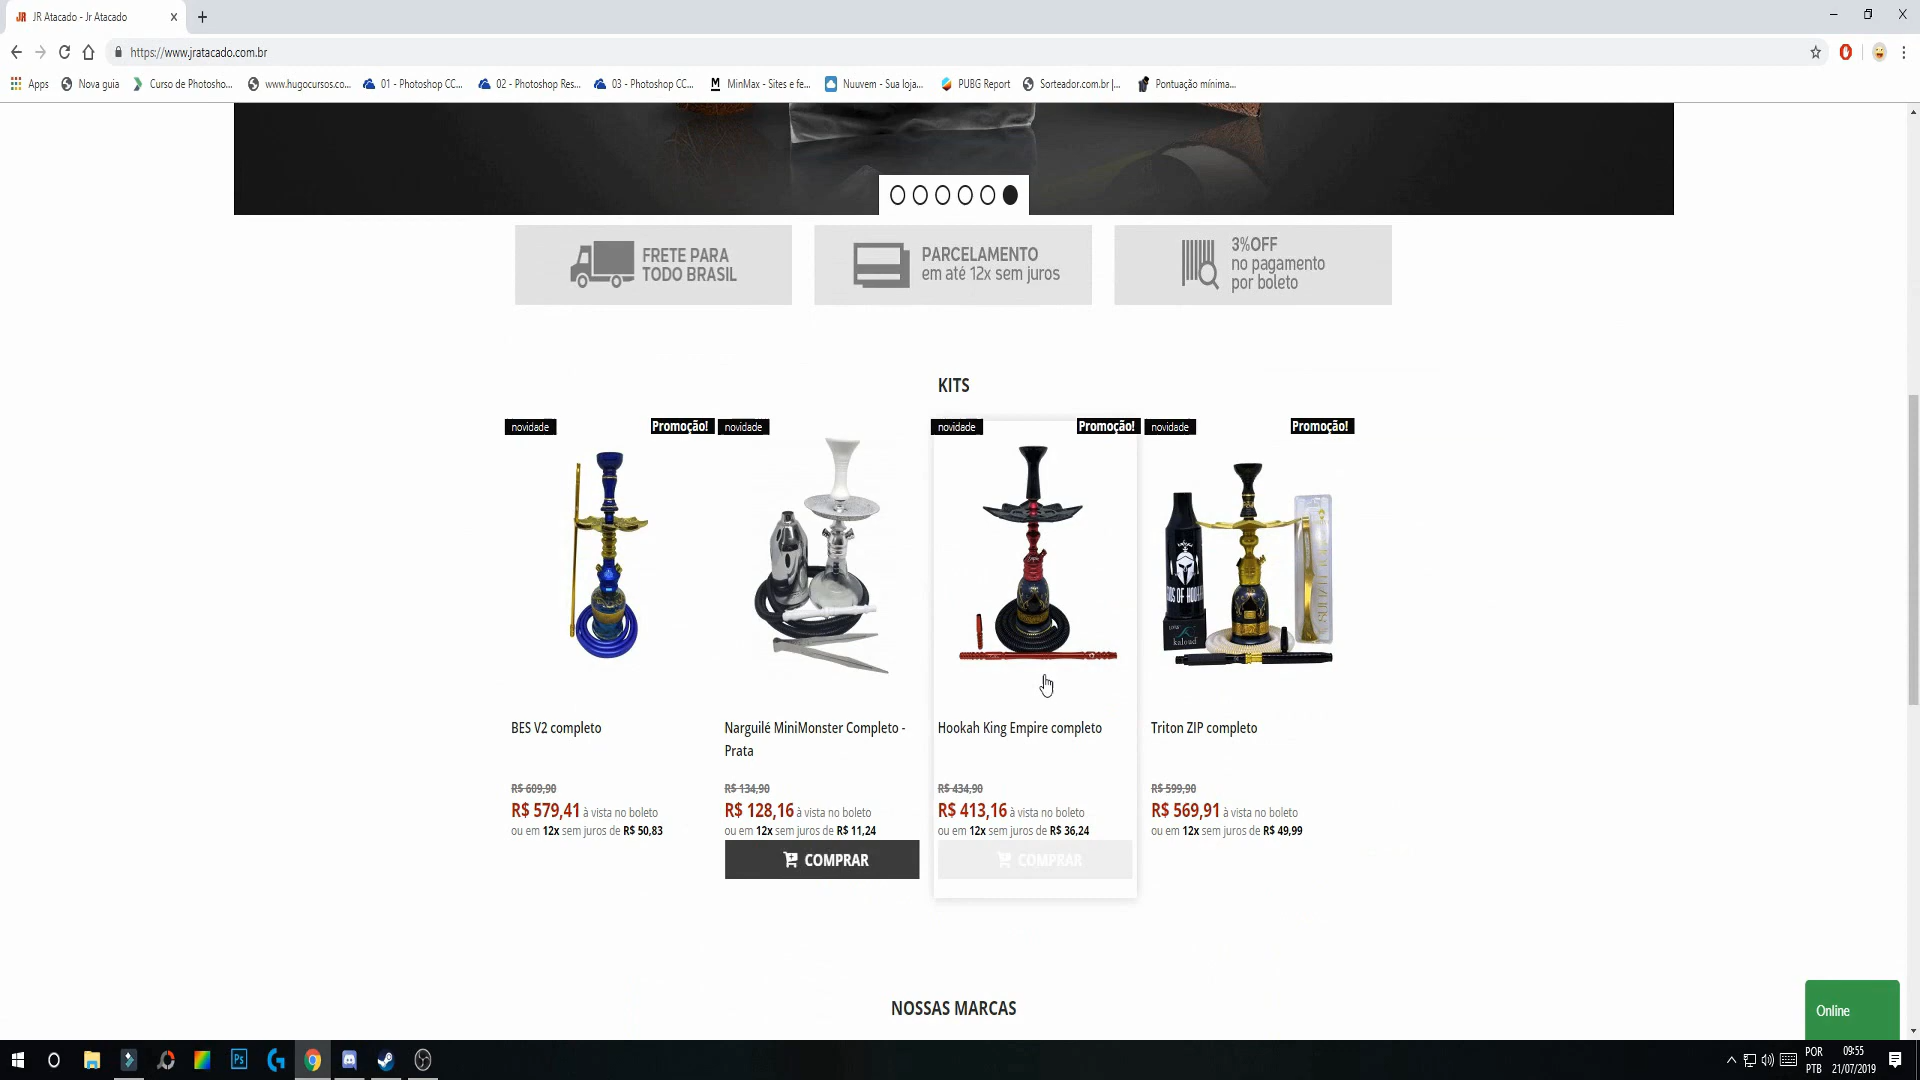 JR Atacado - Jr Atacado
https://www.jratacado.com.br
Apps
Nova guia
Curso de Photosho...
www.hugocursos.co...
01 - Photoshop CC...
02 - Photoshop Res...
03 - Photoshop CC...
MinMax - Sites e fe...
Nuuvem - Sua loja...
PUBG Report
Sorteador.com.br |...
Pontuação mínima...
FRETE PARA
TODO BRASIL
PARCELAMENTO
em até 12x sem juros
3%OFF
no pagamento
por boleto
KITS
novidade
Promoção!
novidade
novidade
Promoção!
novidade
Promoção!
kaloud
BES V2 completo
Narguilé MiniMonster Completo -
Prata
Hookah King Empire completo
Triton ZIP completo
R$ 609,90
R$ 579,41 à vista no boleto
ou em 12x sem juros de R$ 50,83
R$ 134,90
R$ 128,16 à vista no boleto
ou em 12x sem juros de R$ 11,24
COMPRAR
R$ 434,90
R$ 413,16 à vista no boleto
ou em 12x sem juros de R$ 36,24
COMPRAR
R$ 599,90
R$ 569,91 à vista no boleto
ou em 12x sem juros de R$ 49,99
NOSSAS MARCAS
Online
Ps
POR
PTB
09:55
21/07/2019